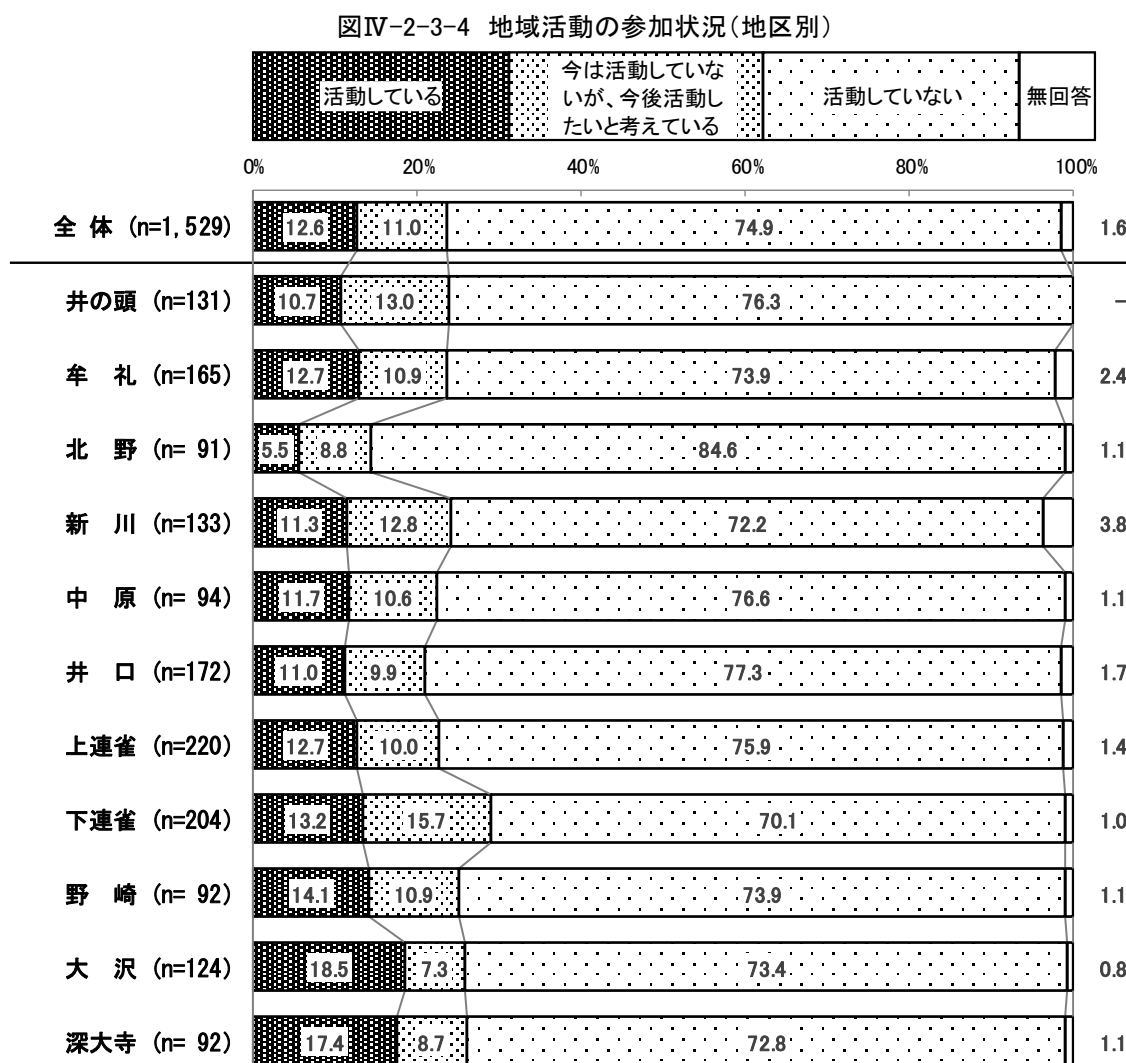 図Ⅳ-2-3-4 地域活動の参加状況（地区別）
活動している
今は活動していな
いが、今後活動し
たいと考えている
活動していない
無回答
0% 20% 40% 60% 80% 100%
全 体 (n=1,529) 12.6 11.0 74.9 1.6
井の頭 (n=131) 10.7 13.0 76.3 −
牟 礼 (n=165) 12.7 10.9 73.9 2.4
北 野 (n= 91) 5.5 8.8 84.6 1.1
新 川 (n=133) 11.3 12.8 72.2 3.8
中 原 (n= 94) 11.7 10.6 76.6 1.1
井 口 (n=172) 11.0 9.9 77.3 1.7
上連雀 (n=220) 12.7 10.0 75.9 1.4
下連雀 (n=204) 13.2 15.7 70.1 1.0
野 崎 (n= 92) 14.1 10.9 73.9 1.1
大 沢 (n=124) 18.5 7.3 73.4 0.8
深大寺 (n= 92) 17.4 8.7 72.8 1.1